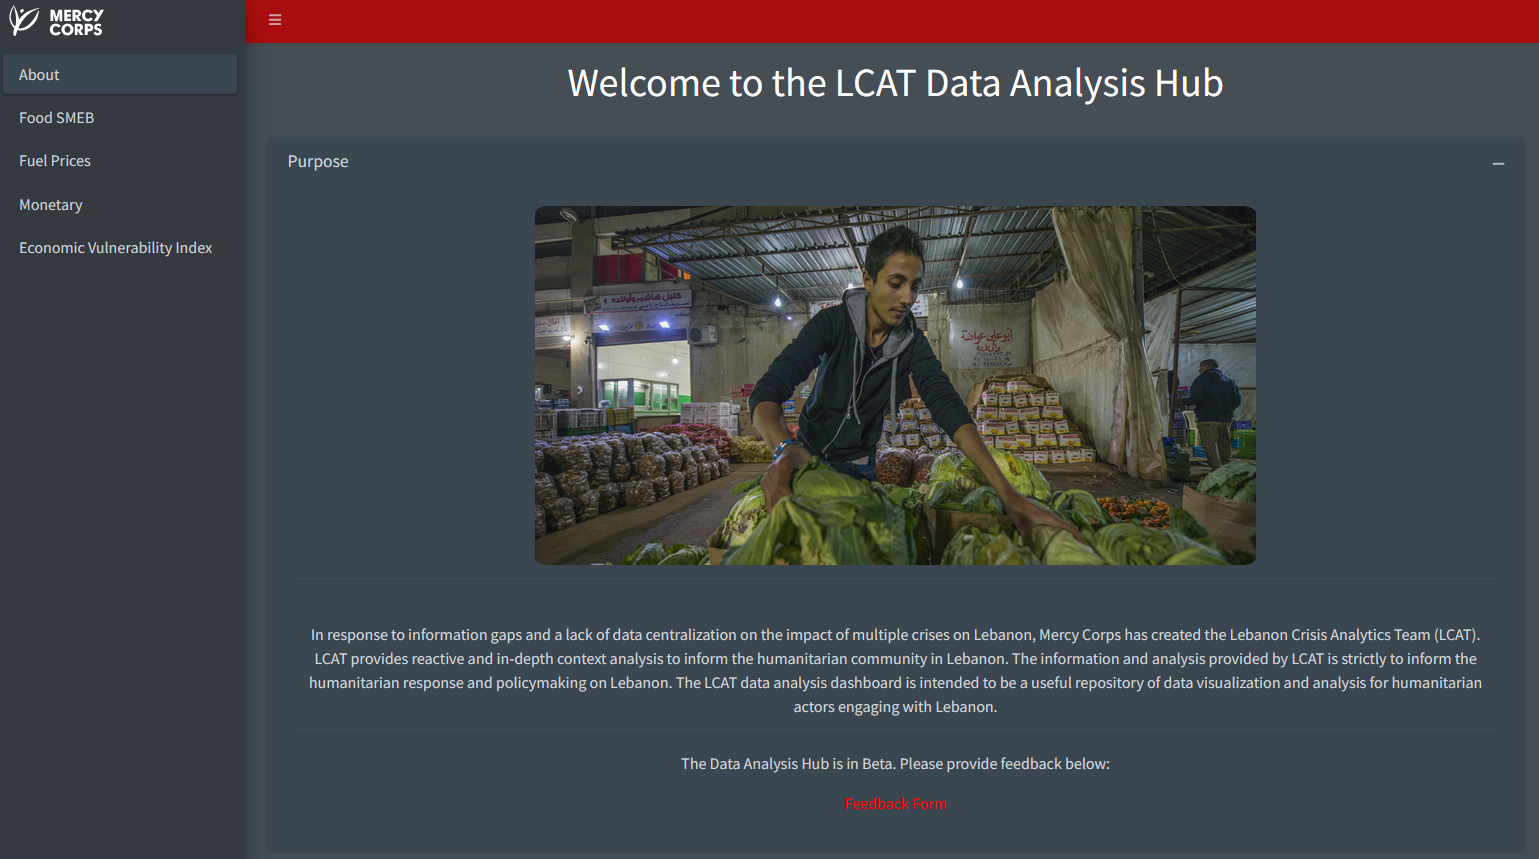 MERCY
CORPS
About
Food SMEB
Fuel Prices
Monetary
Economic Vulnerability Index
Welcome to the LCAT Data Analysis Hub
Purpose
خليل هاشم وأولاده
أبو علي عواضة
In response to information gaps and a lack of data centralization on the impact of multiple crises on Lebanon, Mercy Corps has created the Lebanon Crisis Analytics Team (LCAT).
LCAT provides reactive and in-depth context analysis to inform the humanitarian community in Lebanon. The information and analysis provided by LCAT is strictly to inform the
humanitarian response and policymaking on Lebanon. The LCAT data analysis dashboard is intended to be a useful repository of data visualization and analysis for humanitarian
actors engaging with Lebanon.
The Data Analysis Hub is in Beta. Please provide feedback below:
Feedback Form